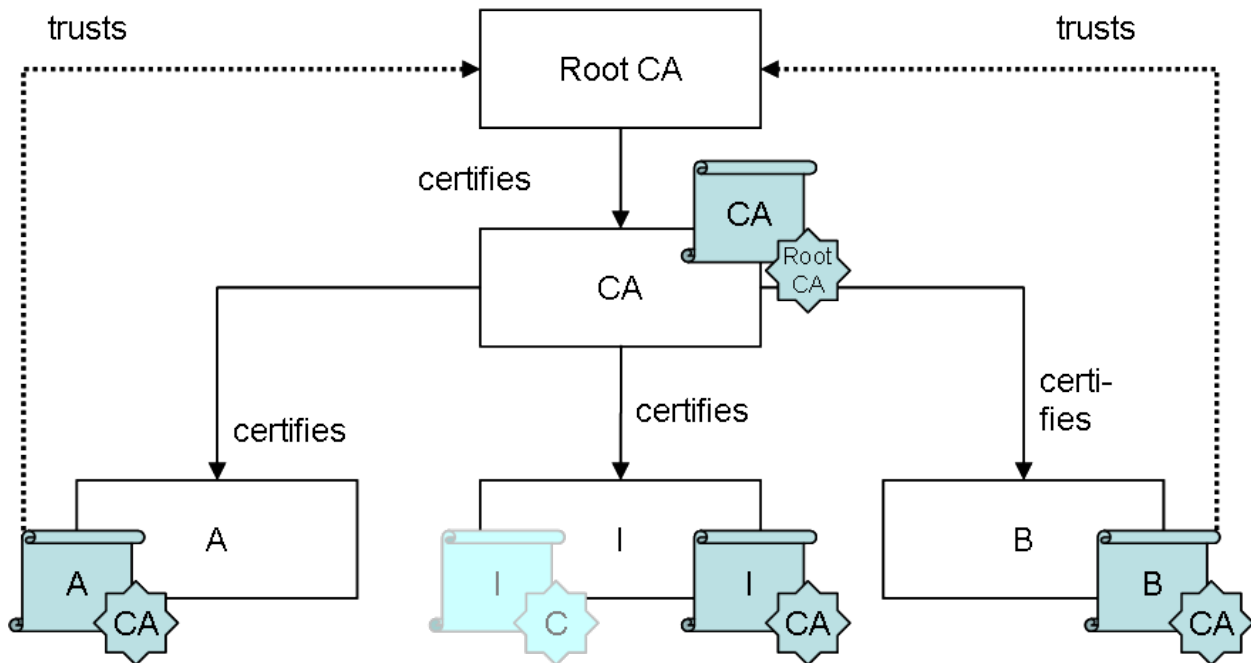 trusts
trusts
Root CA
certifies
CA
Root
CA
CA
certifies
certifies
certi-
fies
A
I
B
A
CA
I
C
I
CA
B
CA